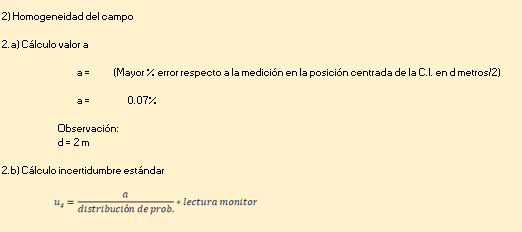 2) Homogeneidad del campo
2.a) Cálculo valor a
a = (Mayor % error respecto a la medición en la posición centrada de la C.I. en d metros/2)
a = 0.07%
Observación:
d = 2 m
2.b) Cálculo incertidumbre estándar
u_s = a / distribución de prob. * lectura monitor